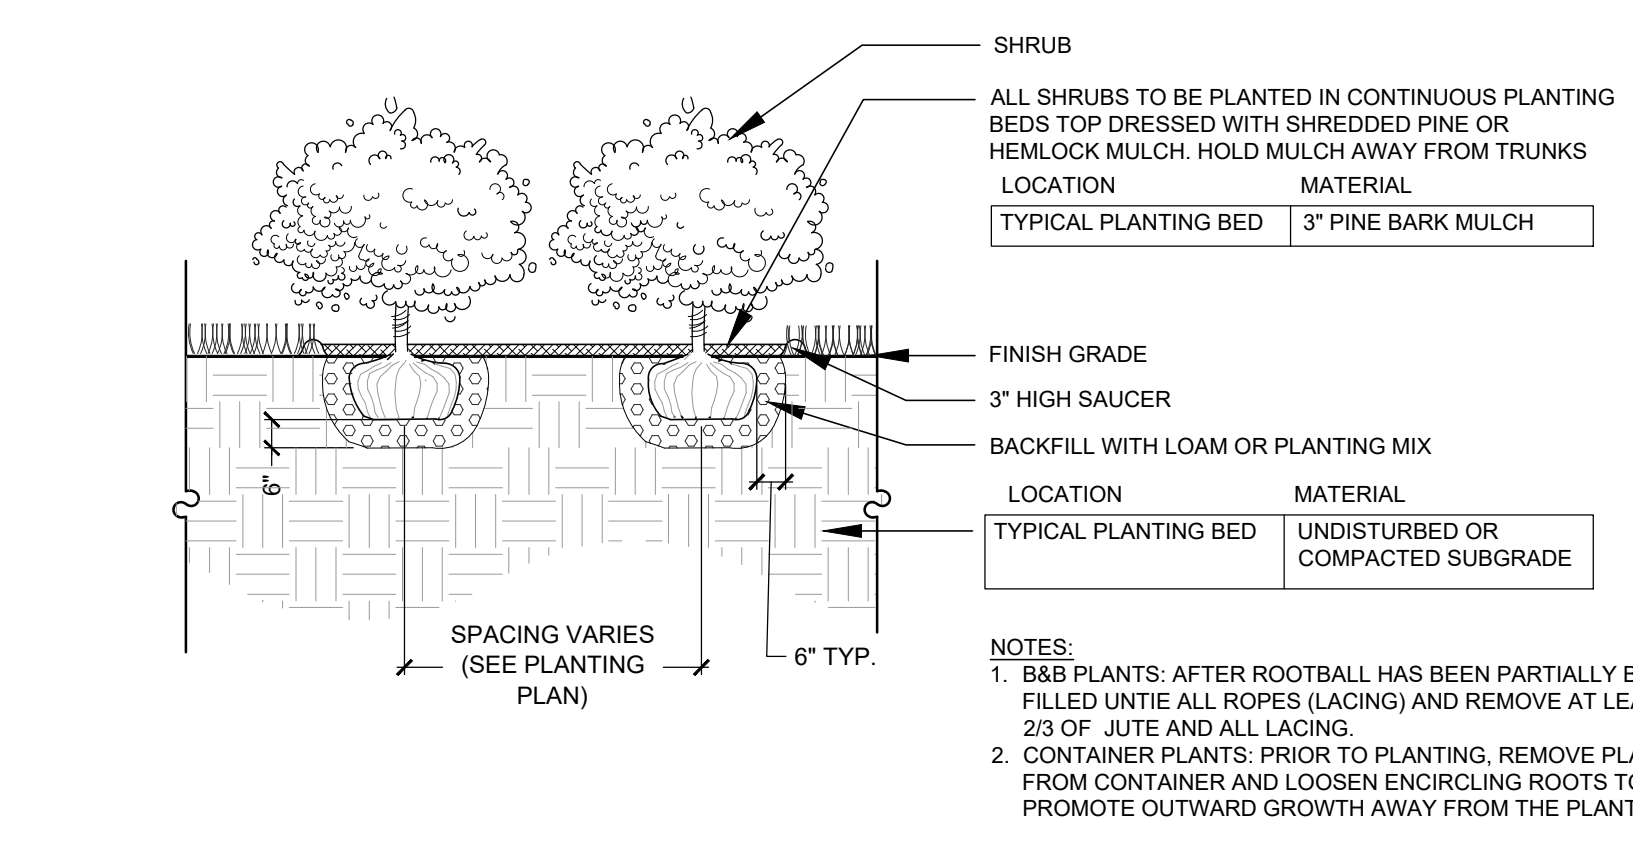 SHRUB
ALL SHRUBS TO BE PLANTED IN CONTINUOUS PLANTING
BEDS TOP DRESSED WITH SHREDDED PINE OR
HEMLOCK MULCH. HOLD MULCH AWAY FROM TRUNKS
LOCATION MATERIAL
TYPICAL PLANTING BED 3" PINE BARK MULCH
FINISH GRADE
3" HIGH SAUCER
BACKFILL WITH LOAM OR PLANTING MIX
6"
LOCATION MATERIAL
TYPICAL PLANTING BED UNDISTURBED OR
COMPACTED SUBGRADE
SPACING VARIES
(SEE PLANTING
PLAN)
6" TYP.
NOTES:
1. B&B PLANTS: AFTER ROOTBALL HAS BEEN PARTIALLY
FILLED UNTIE ALL ROPES (LACING) AND REMOVE AT
2/3 OF JUTE AND ALL LACING.
2. CONTAINER PLANTS: PRIOR TO PLANTING, REMOVE
FROM CONTAINER AND LOOSEN ENCIRCLING ROOTS TO
PROMOTE OUTWARD GROWTH AWAY FROM THE PLANT